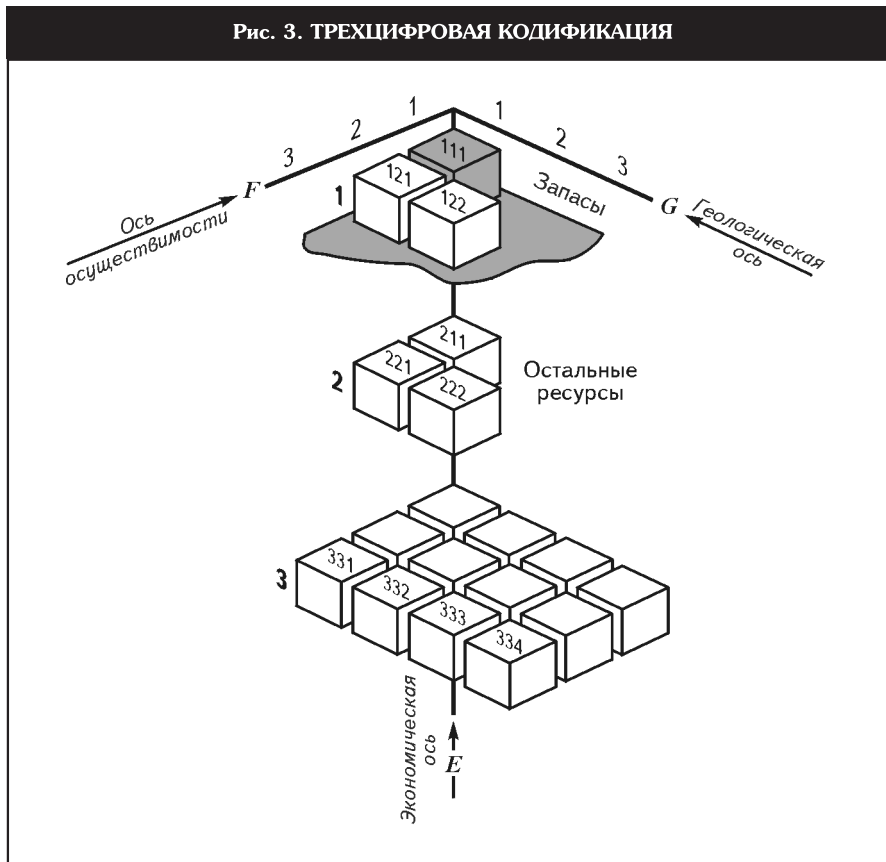 Рис. 3. ТРЕХЦИФРОВАЯ КОДИФИКАЦИЯ
1
1
2
2
3
3
F
G
Ось
осуществимости
Геологическая
ось
Запасы
1
111
121
122
2
211
221
222
Остальные
ресурсы
3
331
332
333
334
Экономическая
ось
E